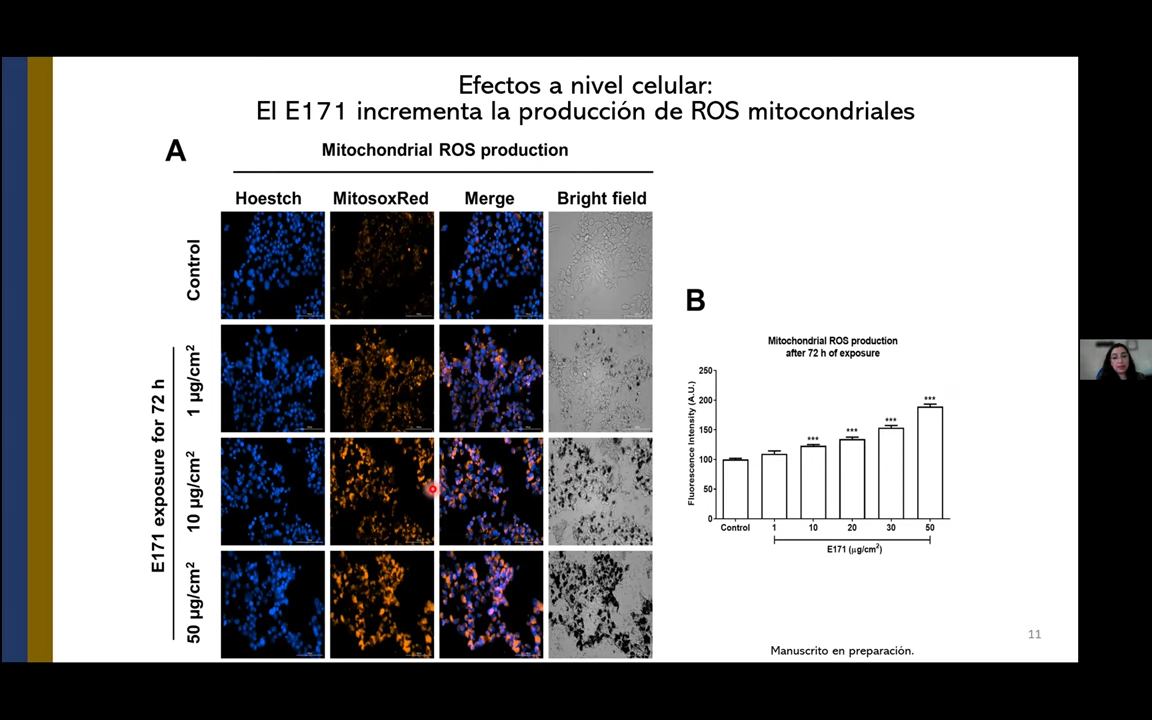 Efectos a nivel celular:
El E171 incrementa la producción de ROS mitocondriales
A
Mitochondrial ROS production
Hoestch MitosoxRed Merge Bright field
Control
1 µg/cm²
10 µg/cm²
50 µg/cm²
E171 exposure for 72 h
B
Mitochondrial ROS production
after 72 h of exposure
Fluorescence Intensity (A.U.)
250
200
150
100
50
0
*** *** *** ***
Control 1 10 20 30 50
E171 (µg/cm²)
11
Manuscrito en preparación.